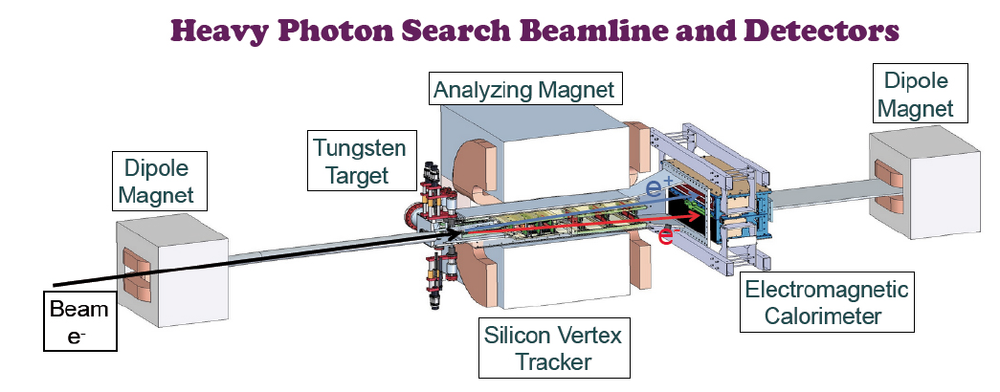 Heavy Photon Search Beamline and Detectors
Dipole
Magnet
Analyzing Magnet
Tungsten
Target
Dipole
Magnet
e⁺
e⁻
Beam
e⁻
Electromagnetic
Calorimeter
Silicon Vertex
Tracker